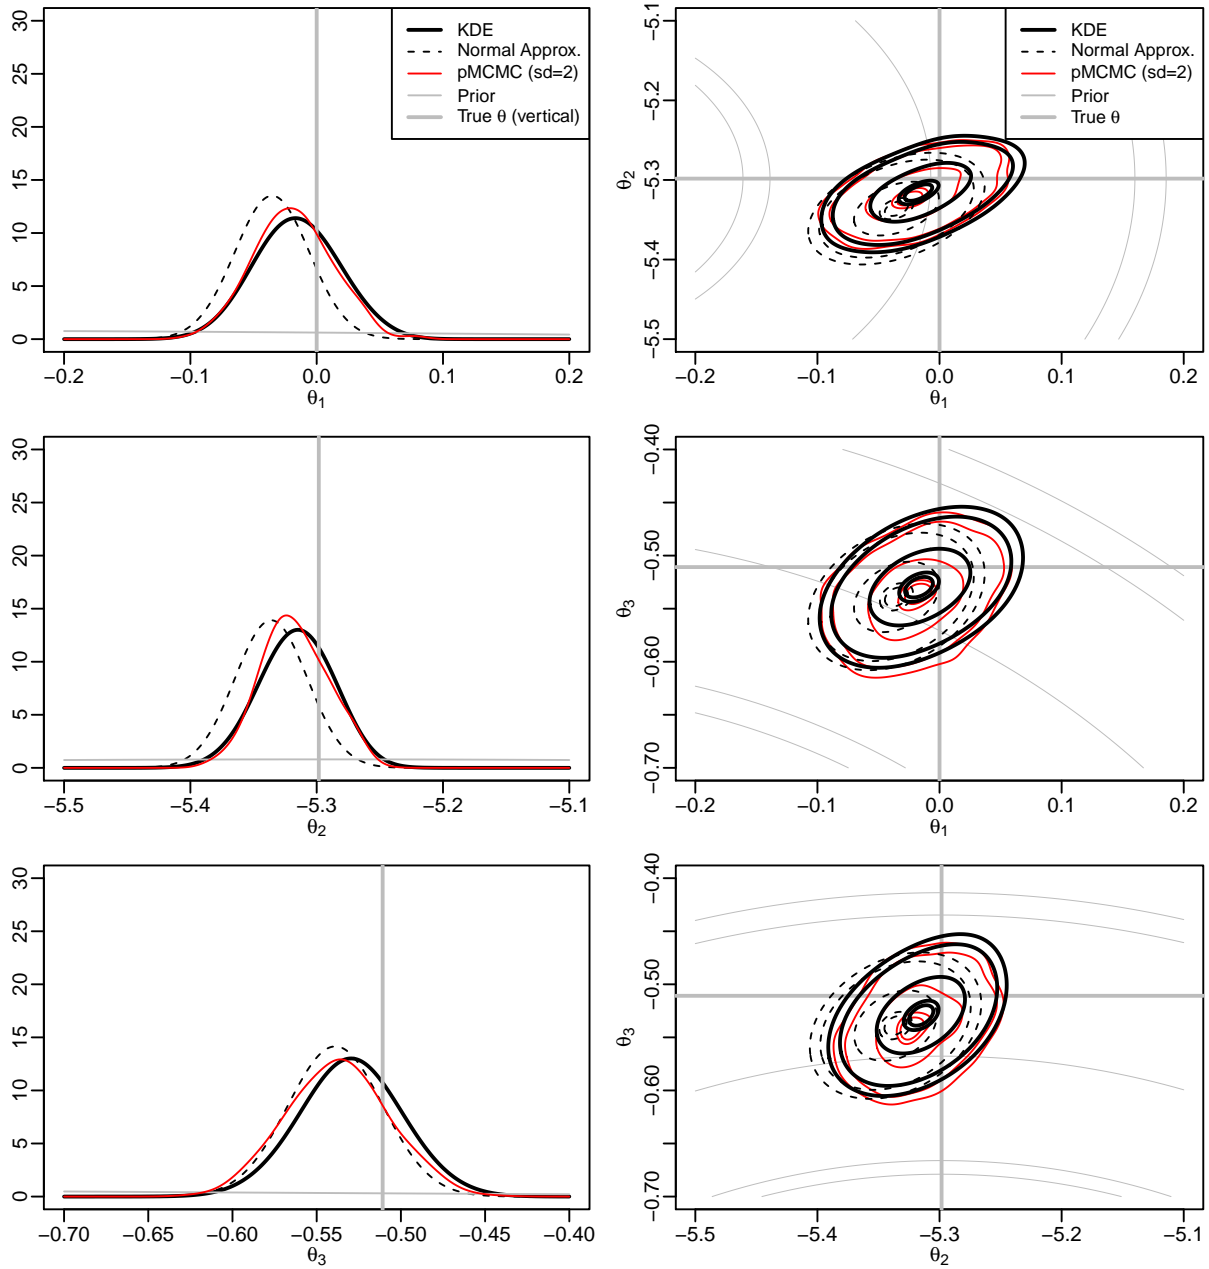 KDE
Normal Approx.
pMCMC (sd=2)
Prior
True θ (vertical)
30
25
20
15
10
5
0
−0.2 −0.1 0.0 0.1 0.2
θ1
KDE
Normal Approx.
pMCMC (sd=2)
Prior
True θ
−5.1
−5.2
−5.3
−5.4
−5.5
θ2
−0.2 −0.1 0.0 0.1 0.2
θ1
30
25
20
15
10
5
0
−5.5 −5.4 −5.3 −5.2 −5.1
θ2
−0.40
−0.50
−0.60
−0.70
θ3
−0.2 −0.1 0.0 0.1 0.2
θ1
30
25
20
15
10
5
0
−0.70 −0.65 −0.60 −0.55 −0.50 −0.45 −0.40
θ3
−0.40
−0.50
−0.60
−0.70
θ3
−5.5 −5.4 −5.3 −5.2 −5.1
θ2